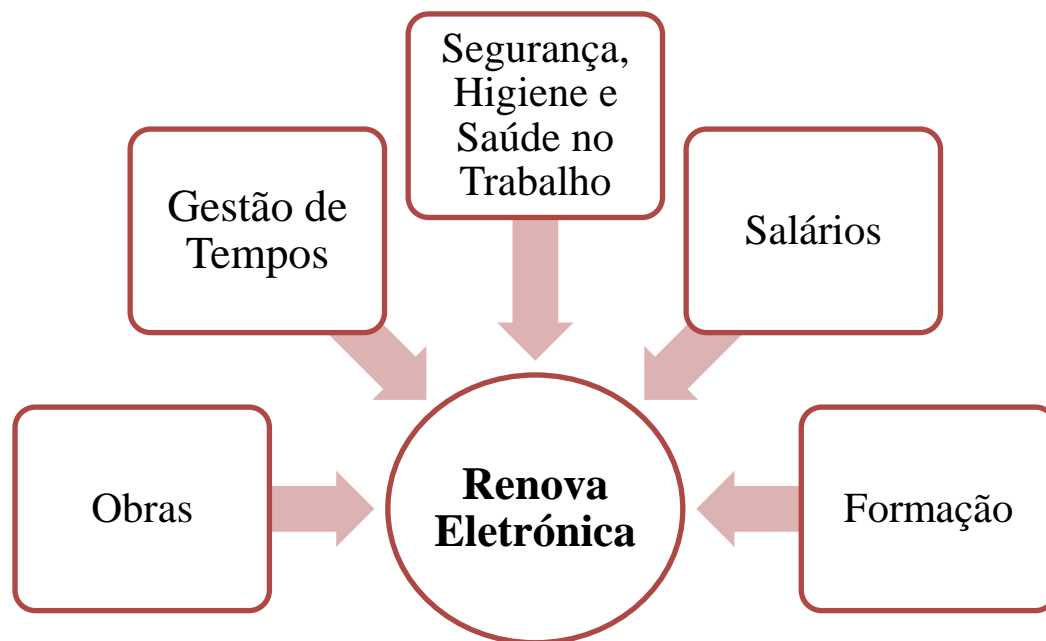 Segurança,
Higiene e
Saúde no
Trabalho
Gestão de
Tempos
Salários
Obras
Renova
Eletrónica
Formação